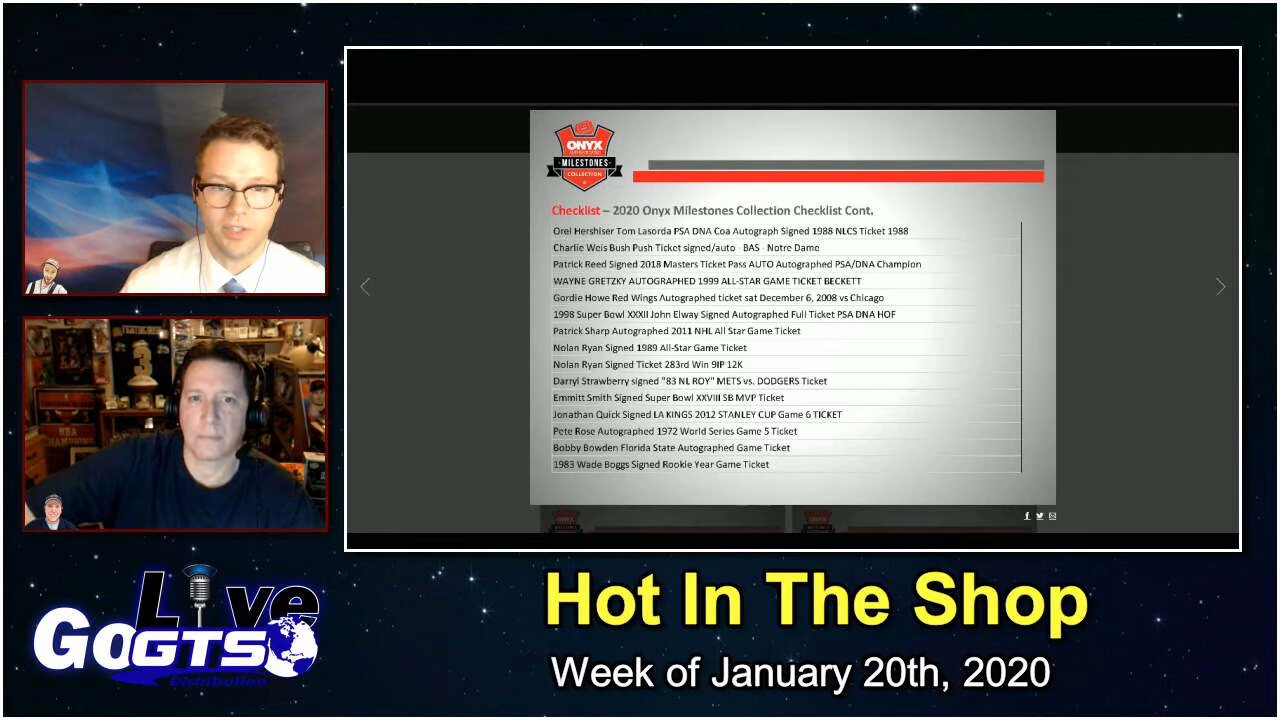 ONYX
AUTHENTICATED
MILESTONES
COLLECTION
Checklist – 2020 Onyx Milestones Collection Checklist Cont.
Orel Hershiser Tom Lasorda PSA DNA Coa Autograph Signed 1988 NLCS Ticket 1988
Charlie Weis Bush Push Ticket signed/auto - BAS - Notre Dame
Patrick Reed Signed 2018 Masters Ticket Pass AUTO Autographed PSA/DNA Champion
WAYNE GRETZKY AUTOGRAPHED 1999 ALL-STAR GAME TICKET BECKETT
Gordie Howe Red Wings Autographed ticket sat December 6, 2008 vs Chicago
1998 Super Bowl XXXII John Elway Signed Autographed Full Ticket PSA DNA HOF
Patrick Sharp Autographed 2011 NHL All Star Game Ticket
Nolan Ryan Signed 1989 All-Star Game Ticket
Nolan Ryan Signed Ticket 283rd Win 9IP 12K
Darryl Strawberry signed "83 NL ROY" METS vs. DODGERS Ticket
Emmitt Smith Signed Super Bowl XXVIII SB MVP Ticket
Jonathan Quick Signed LA KINGS 2012 STANLEY CUP Game 6 TICKET
Pete Rose Autographed 1972 World Series Game 5 Ticket
Bobby Bowden Florida State Autographed Game Ticket
1983 Wade Boggs Signed Rookie Year Game Ticket
ONYX
ONYX
3
NBA
CHAMPIONS
Live
GoGTS
Distribution
Hot In The Shop
Week of January 20th, 2020